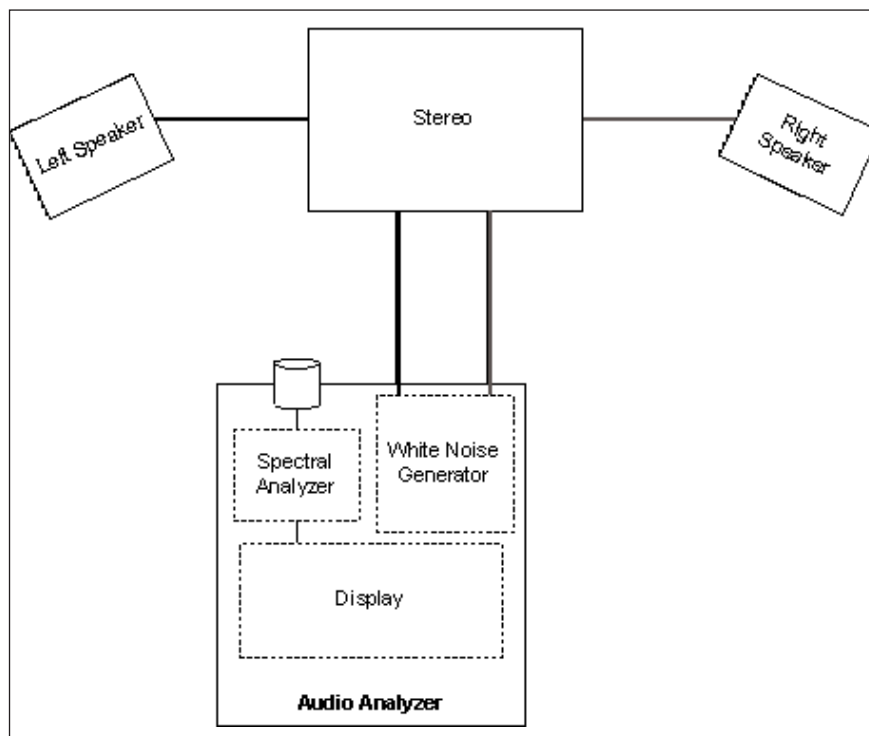 Stereo
Left Speaker
Right
Speaker
Spectral
Analyzer
White Noise
Generator
Display
Audio Analyzer